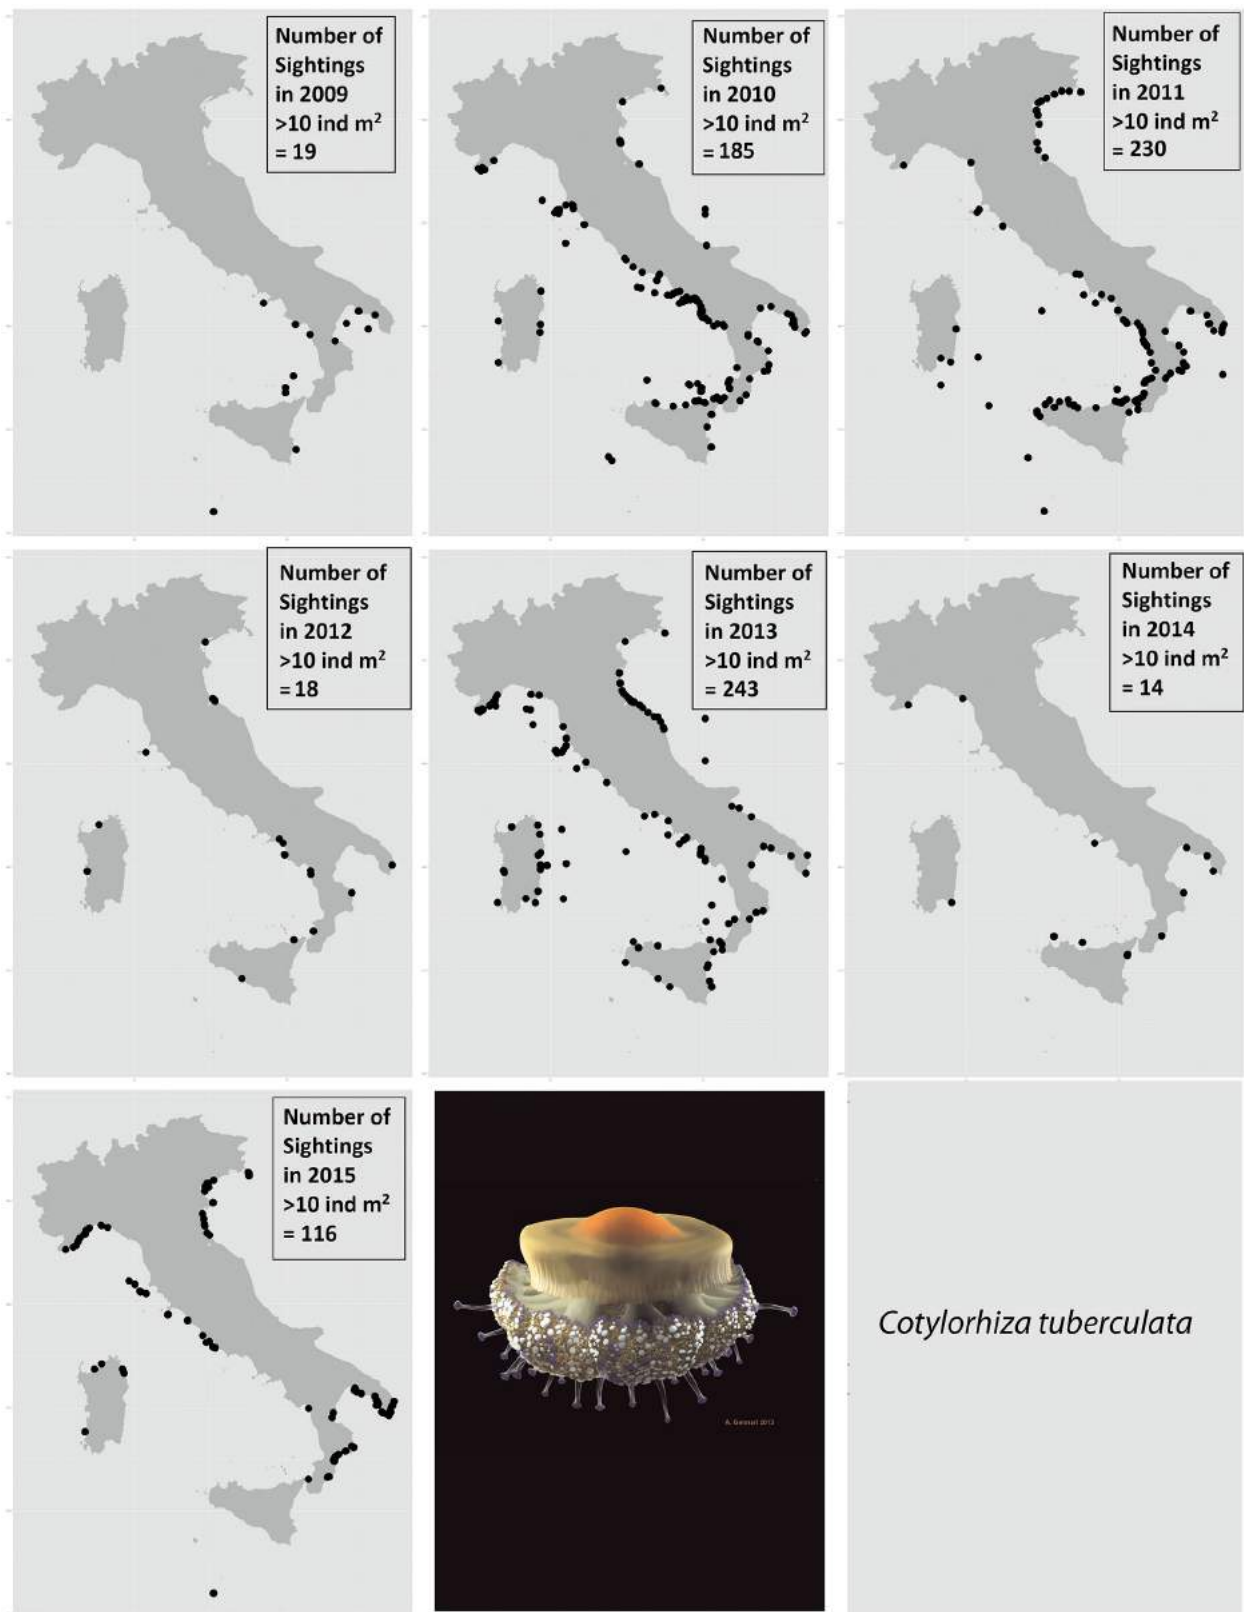 Number of
Sightings
in 2009
>10 ind m²
= 19
Number of
Sightings
in 2010
>10 ind m²
= 185
Number of
Sightings
in 2011
>10 ind m²
= 230
Number of
Sightings
in 2012
>10 ind m²
= 18
Number of
Sightings
in 2013
>10 ind m²
= 243
Number of
Sightings
in 2014
>10 ind m²
= 14
Number of
Sightings
in 2015
>10 ind m²
= 116
Cotylorhiza tuberculata